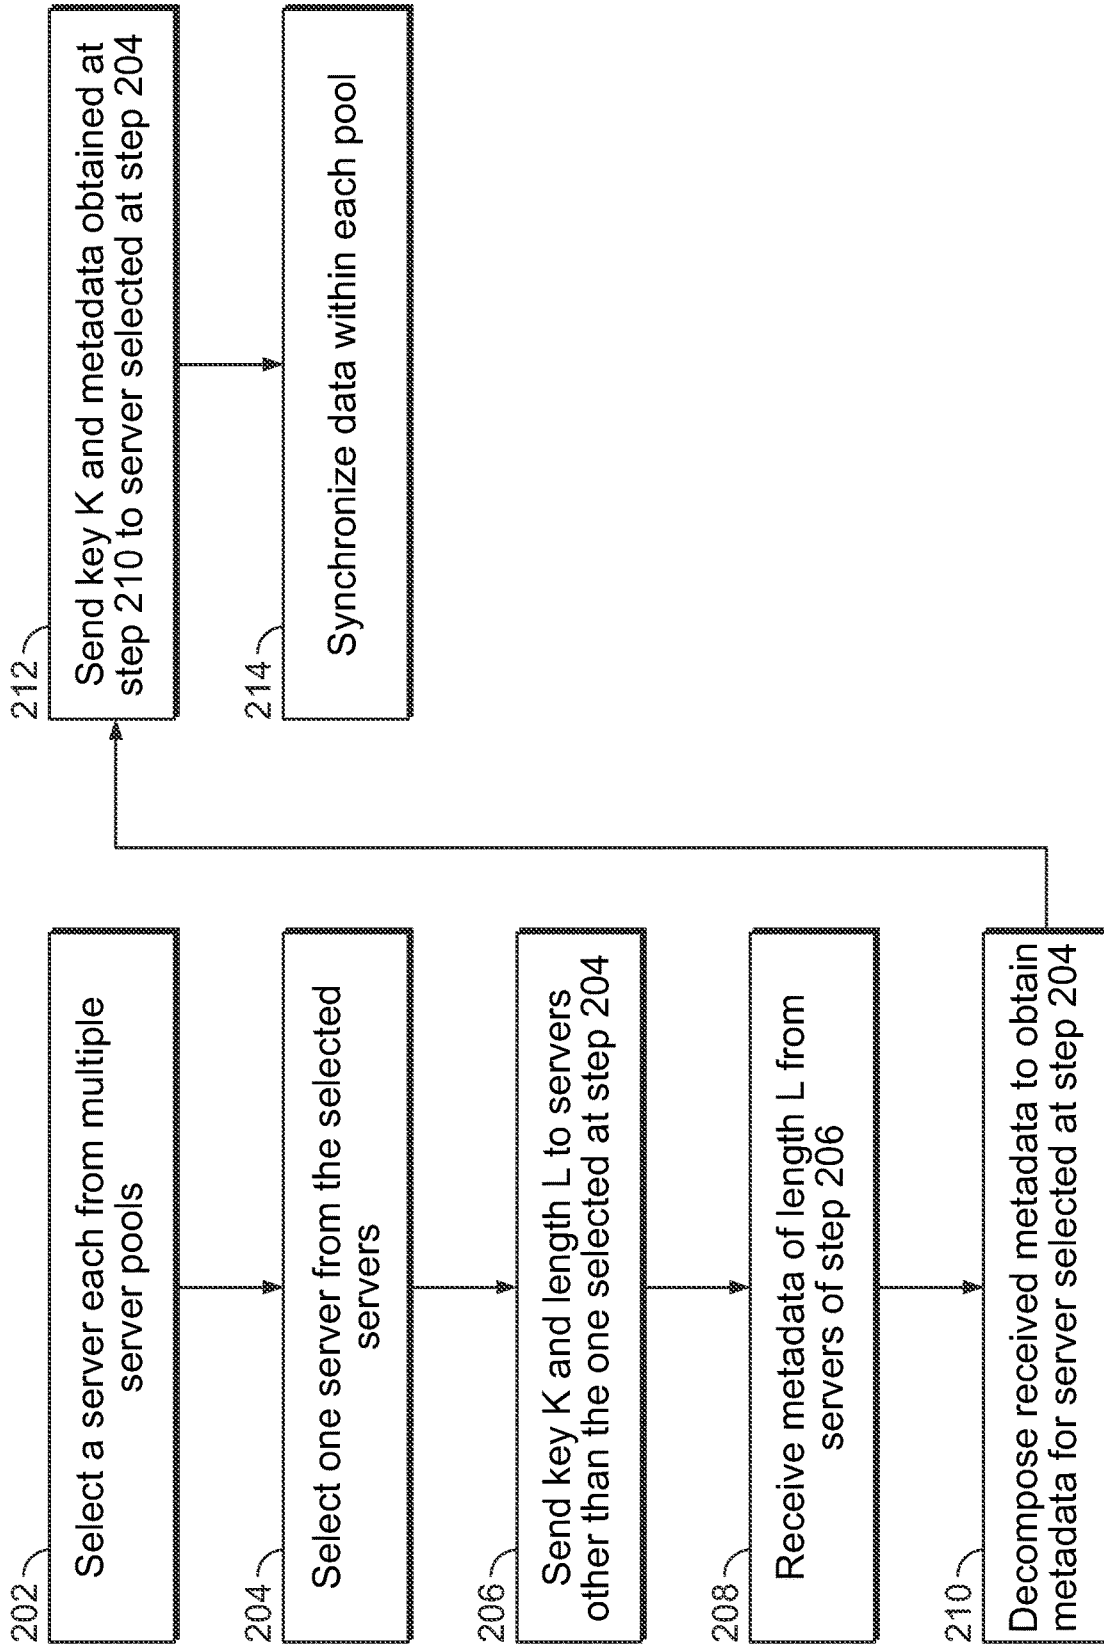 202
Select a server each from multiple
server pools
204
Select one server from the selected
servers
206
Send key K and length L to servers
other than the one selected at step 204
208
Receive metadata of length L from
servers of step 206
210
Decompose received metadata to obtain
metadata for server selected at step 204
212
Send key K and metadata obtained at
step 210 to server selected at step 204
214
Synchronize data within each pool